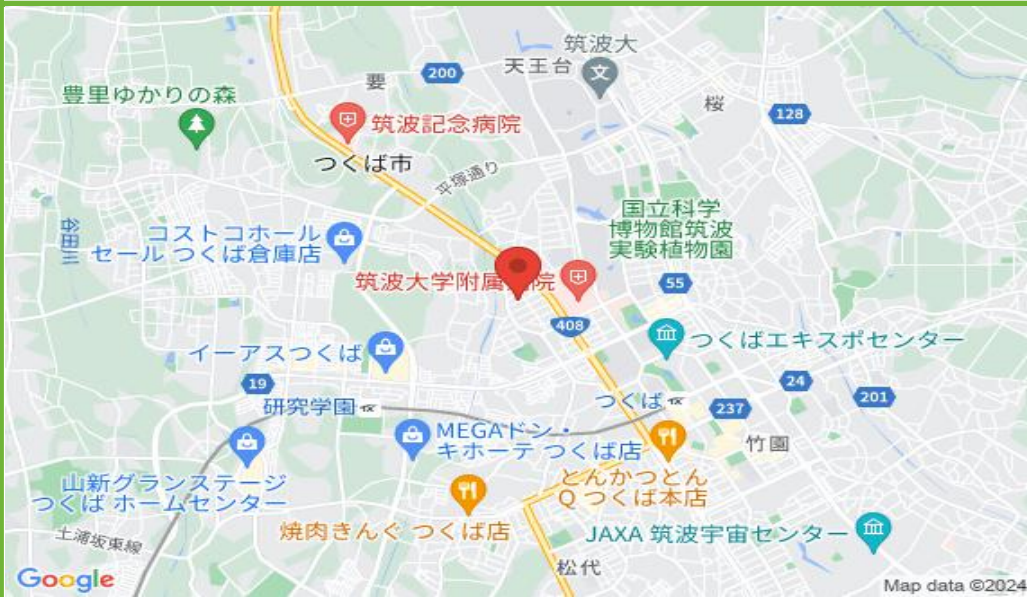 筑波大
天王台
200
要
豊里ゆかりの森
桜
128
筑波記念病院
つくば市
平塚通り
谷田川
国立科学
博物館筑波
実験植物園
コストコホール
セール つくば倉庫店
筑波大学附属
院
55
408
つくばエキスポセンター
イーアスつくば
19
研究学園
24
201
つくば
237
MEGAドン・
キホーテ つくば店
竹園
とんかつとん
Q つくば本店
山新グランステージ
つくば ホームセンター
焼肉きんぐ つくば店
土浦坂東線
JAXA 筑波宇宙センター
松代
Google
Map data ©2024